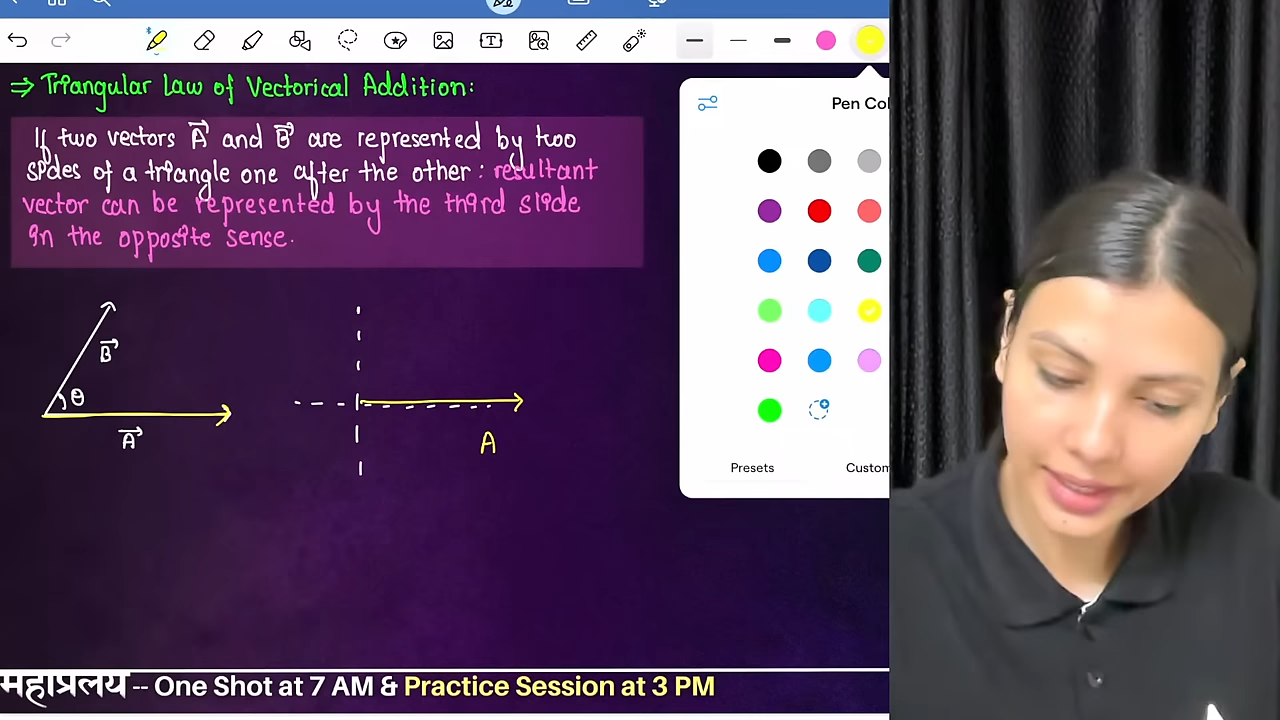 ⇒ Triangular Law of Vectorical Addition:
Pen Col
If two vectors A⃗ and B⃗ are represented by two
sides of a triangle one after the other : resultant
vector can be represented by the third slide
in the opposite sense.
B⃗
θ
A⃗
A
Presets
Custom
महाप्रलय -- One Shot at 7 AM & Practice Session at 3 PM